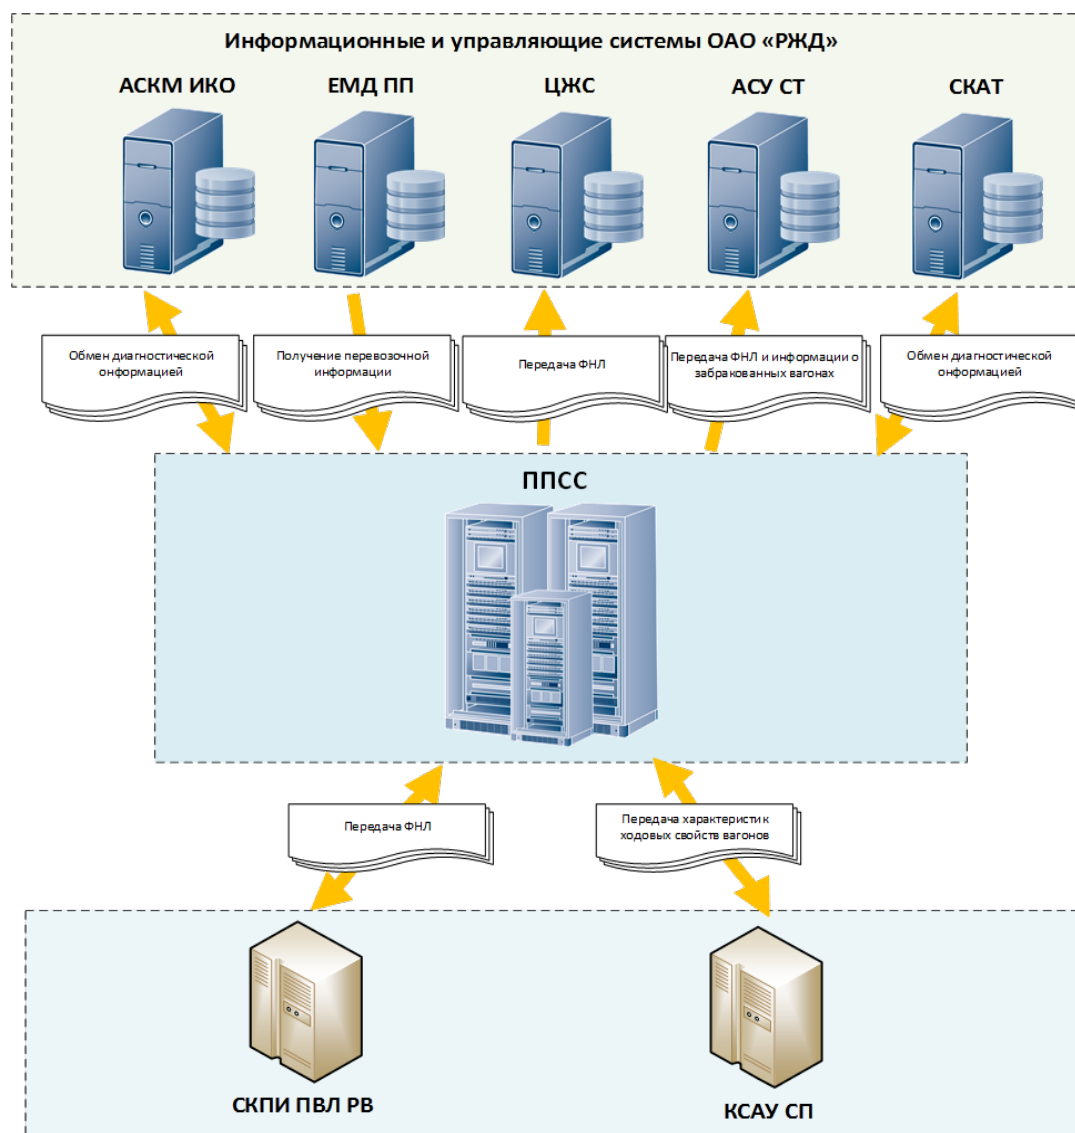 Информационные и управляющие системы ОАО «РЖД»
АСКМ ИКО
ЕМД ПП
ЦЖС
АСУ СТ
СКАТ
Обмен диагностической
онформацией
Получение перевозочной
информации
Передача ФНЛ
Передача ФНЛ и информации о
забракованных вагонах
Обмен диагностической
онформацией
ППСС
Передача ФНЛ
Передача характеристик
ходовых свойств вагонов
СКПИ ПВЛ РВ
КСАУ СП